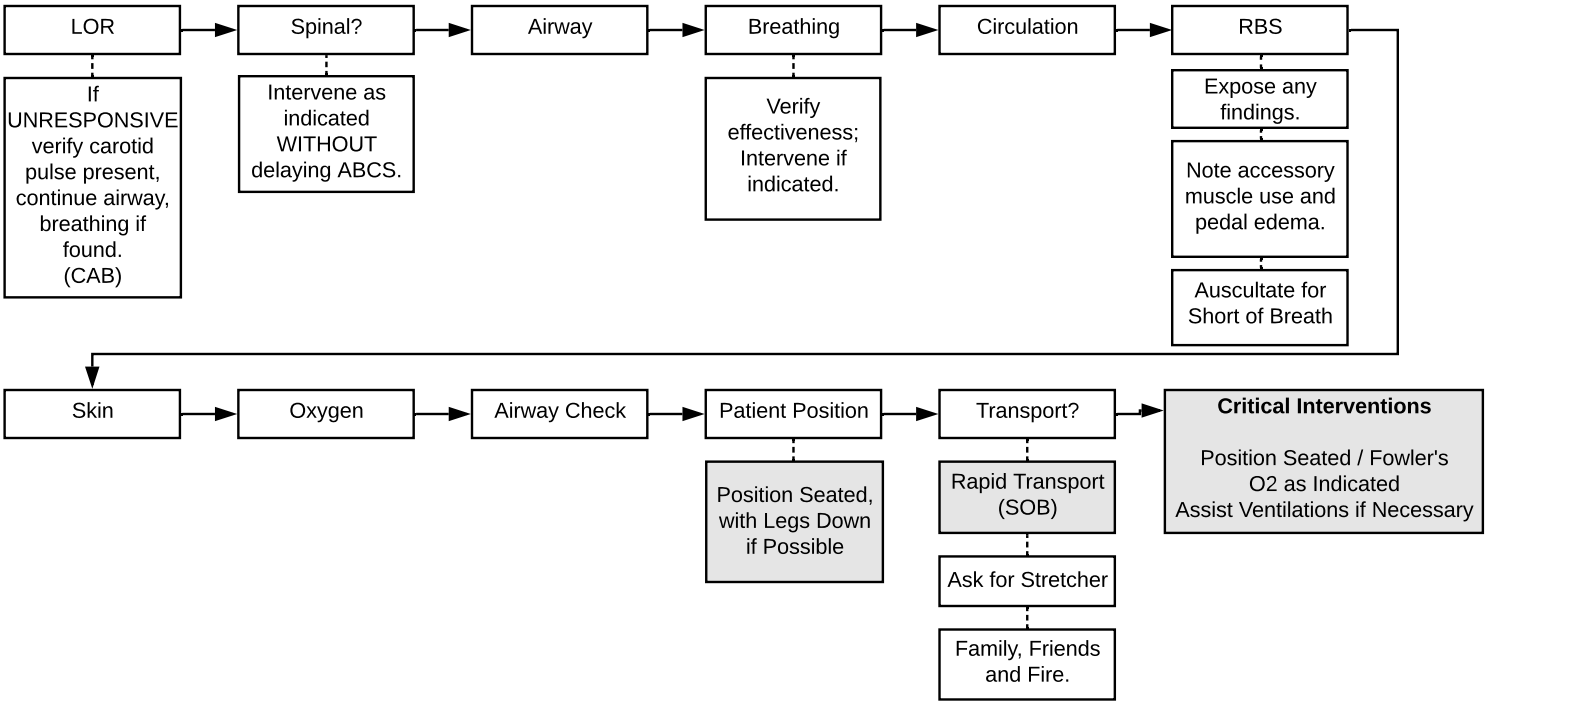 LOR
Spinal?
Airway
Breathing
Circulation
RBS
If
UNRESPONSIVE
verify carotid
pulse present,
continue airway,
breathing if
found.
(CAB)
Intervene as
indicated
WITHOUT
delaying ABCS.
Verify
effectiveness;
Intervene if
indicated.
Expose any
findings.
Note accessory
muscle use and
pedal edema.
Auscultate for
Short of Breath
Skin
Oxygen
Airway Check
Patient Position
Transport?
Critical Interventions
Position Seated / Fowler's
O2 as Indicated
Assist Ventilations if Necessary
Position Seated,
with Legs Down
if Possible
Rapid Transport
(SOB)
Ask for Stretcher
Family, Friends
and Fire.